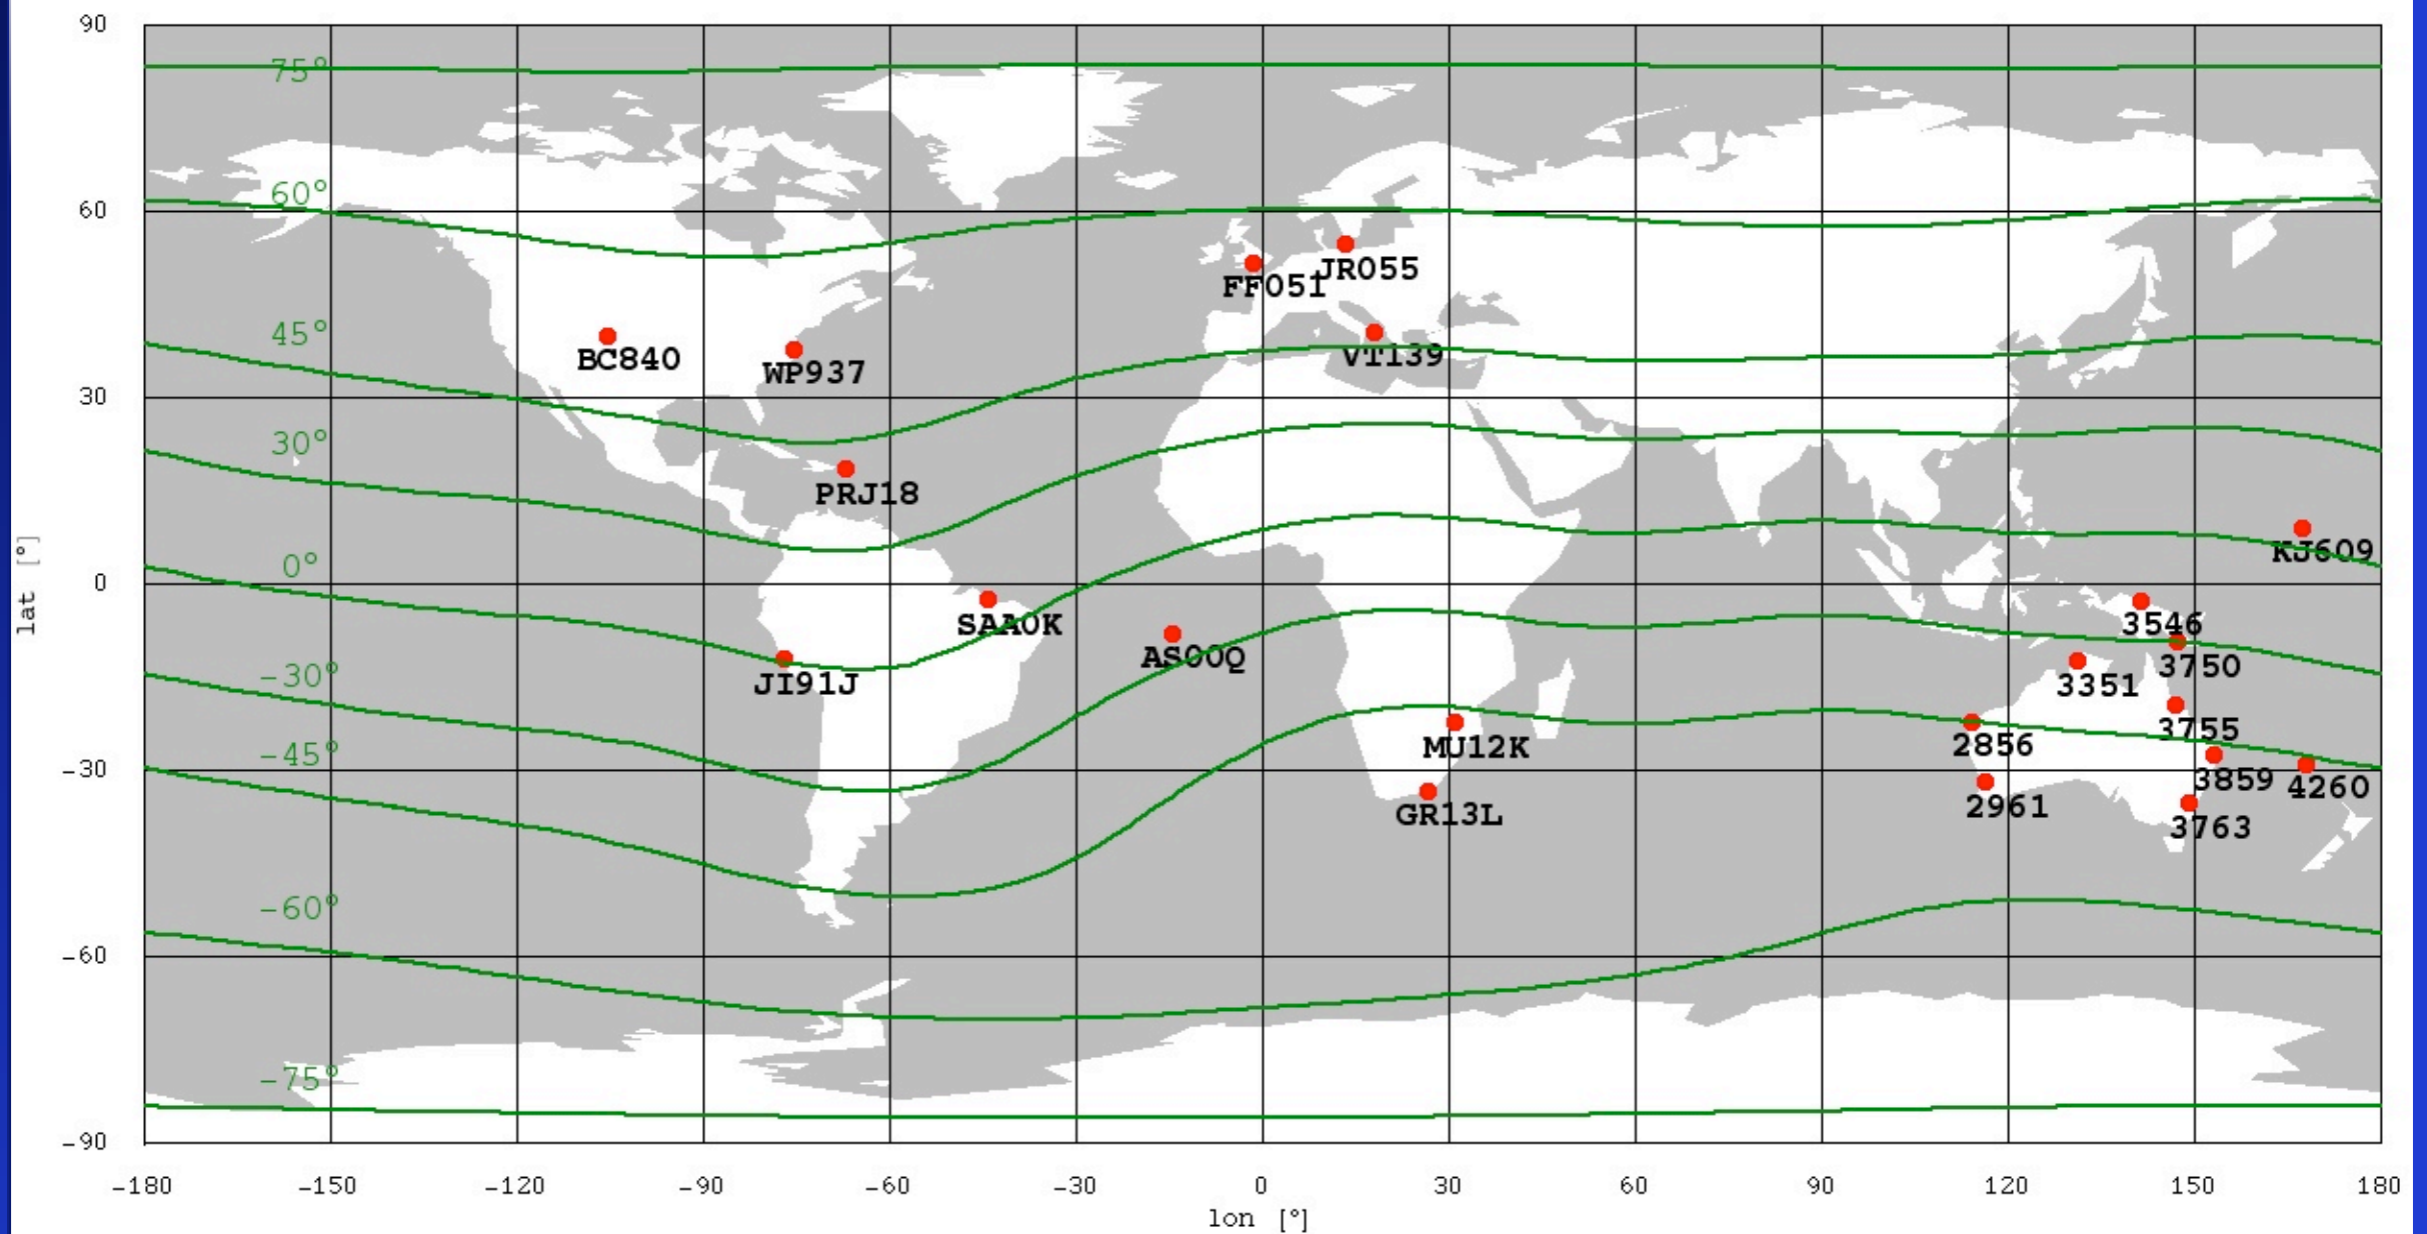 90
75°
60°
60
JR055
FF051
45°
VT139
BC840
WP937
30
30°
PRJ18
KJ609
0°
0
lat [°]
SAA0K
3546
AS00Q
3750
JI91J
3351
-30°
3755
2856
MJ12K
-45°
-30
3859
4260
2961
GR13L
3763
-60°
-60
-75°
-90
-180 -150 -120 -90 -60 -30 0 30 60 90 120 150 180
lon [°]